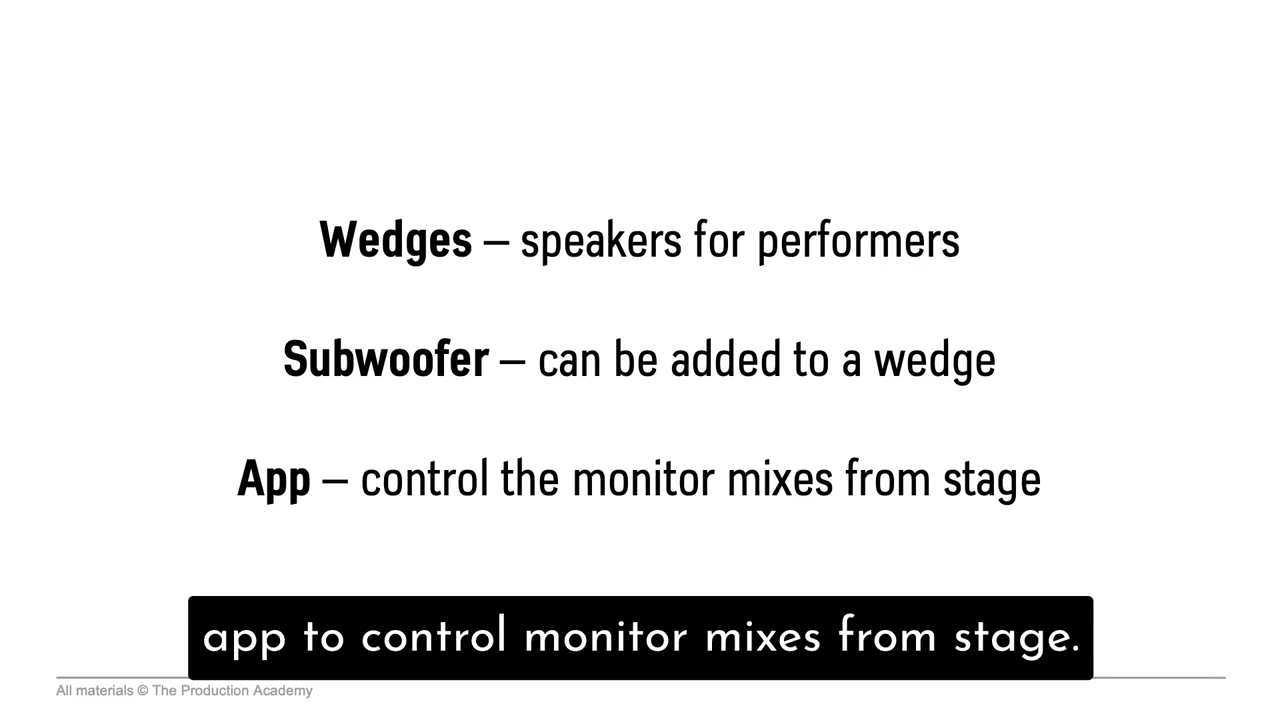 Wedges – speakers for performers
Subwoofer – can be added to a wedge
App – control the monitor mixes from stage
app to control monitor mixes from stage.
All materials © The Production Academy